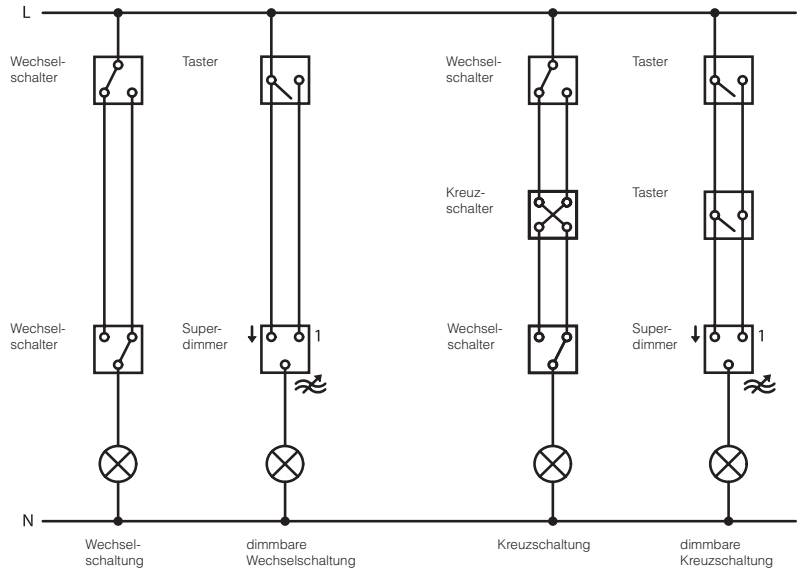 L
Wechsel-
schalter
Taster
Wechsel-
schalter
Taster
Kreuz-
schalter
Taster
Wechsel-
schalter
Super-
dimmer
1
Wechsel-
schalter
Super-
dimmer
1
N
Wechsel-
schaltung
dimmbare
Wechselschaltung
Kreuzschaltung
dimmbare
Kreuzschaltung